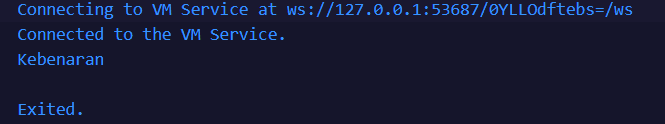 Connecting to VM Service at ws://127.0.0.1:53687/0YLLOdftebs=/ws
Connected to the VM Service.
Kebenaran
Exited.